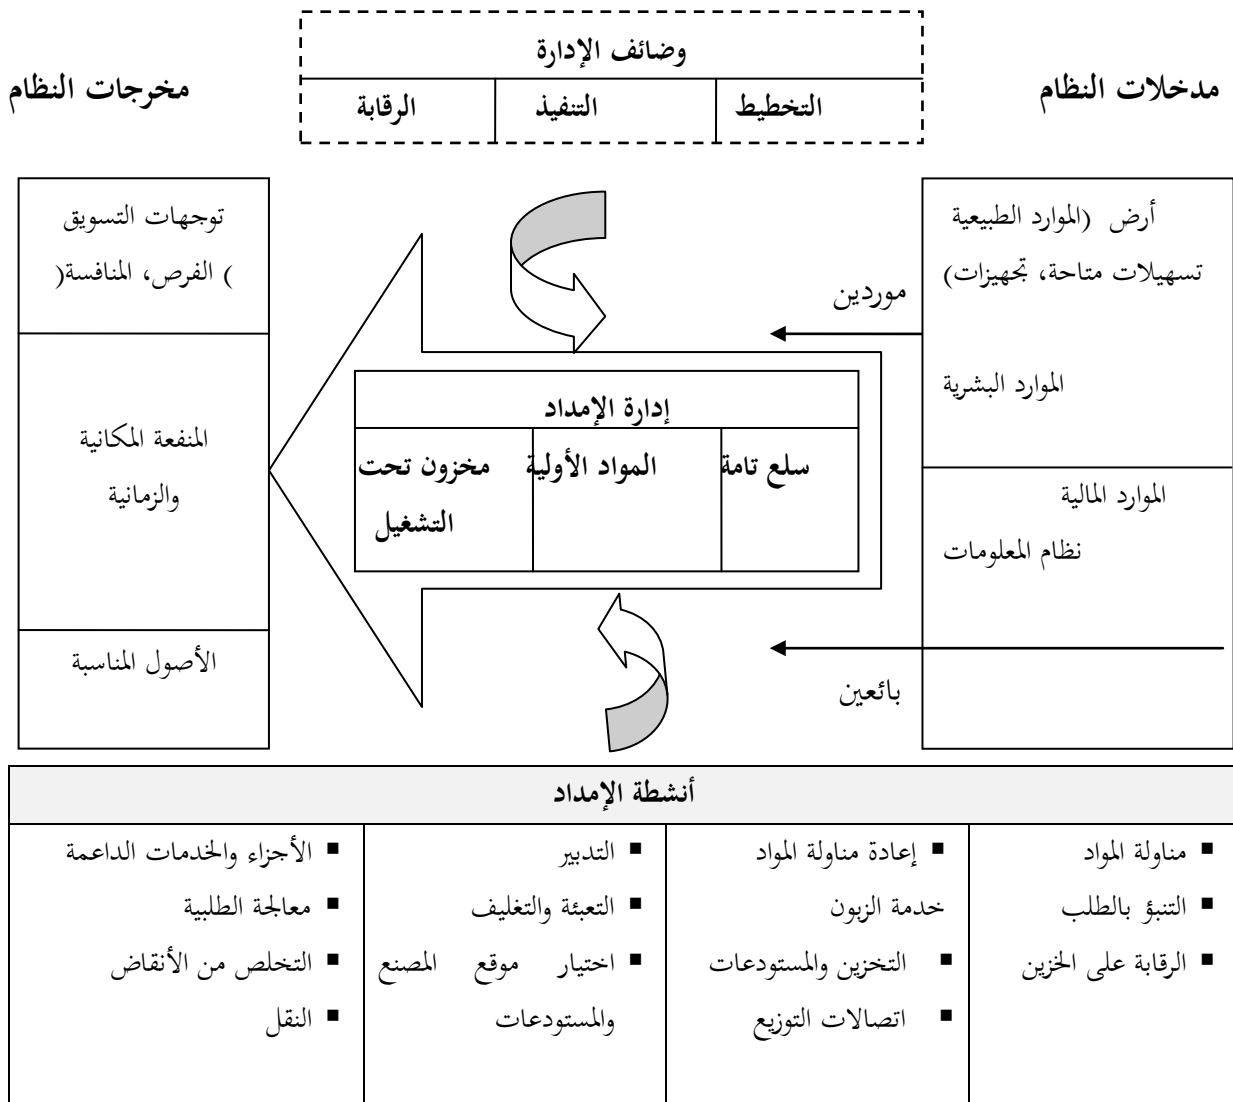 وضائف الإدارة
التخطيط التنفيذ الرقابة
مدخلات النظام
مخرجات النظام
أرض (الموارد الطبيعية
تسهيلات متاحة، تجهيزات)
الموارد البشرية
الموارد المالية
نظام المعلومات
موردين
بائعين
إدارة الإمداد
سلع تامة
المواد الأولية
مخزون تحت
التشغيل
توجهات التسويق
) الفرص، المنافسة(
المنفعة المكانية
والزمانية
الأصول المناسبة
أنشطة الإمداد
▪ مناولة المواد
▪ التنبؤ بالطلب
▪ الرقابة على الخزين
▪ إعادة مناولة المواد
خدمة الزبون
▪ التخزين والمستودعات
▪ اتصالات التوزيع
▪ التدبير
▪ التعبئة والتغليف
▪ اختيار موقع المصنع
والمستودعات
▪ الأجزاء والخدمات الداعمة
▪ معالجة الطلبية
▪ التخلص من الأنقاض
▪ النقل